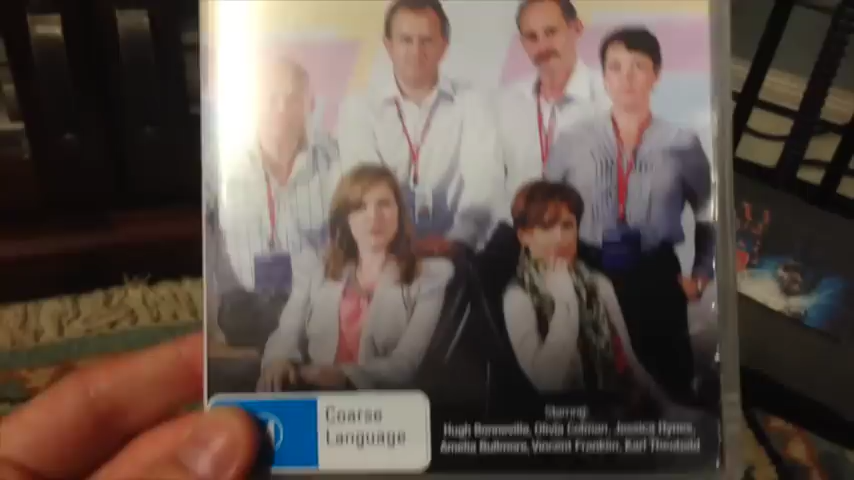 Coarse
Language
Starring
Hugh Bonneville, Olivia Colman, Jessica Hynes,
Amelia Bullmore, Vincent Franklin, Karl Theobald